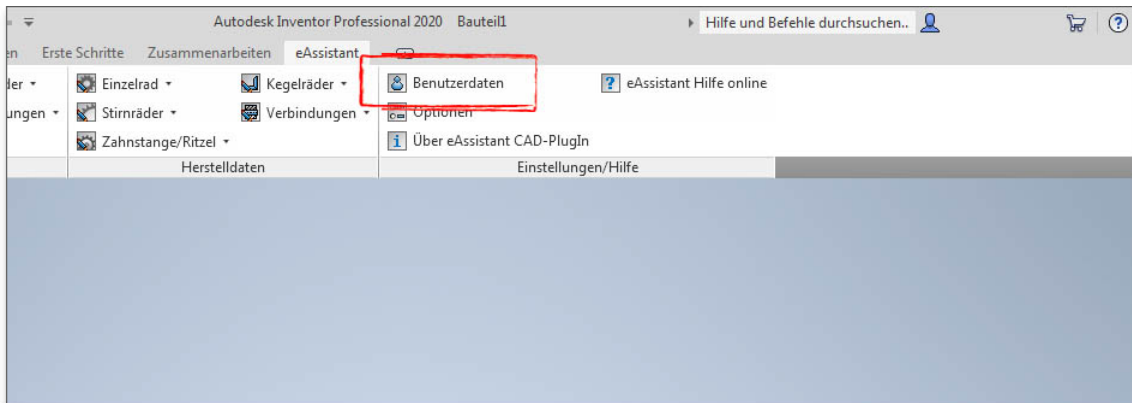 Autodesk Inventor Professional 2020 Bauteil1 Hilfe und Befehle durchsuchen..
Erste Schritte Zusammenarbeiten eAssistant
Einzelrad Kegelräder Benutzerdaten eAssistant Hilfe online
Stirnräder Verbindungen Optionen
Zahnstange/Ritzel Über eAssistant CAD-PlugIn
Herstelldaten Einstellungen/Hilfe